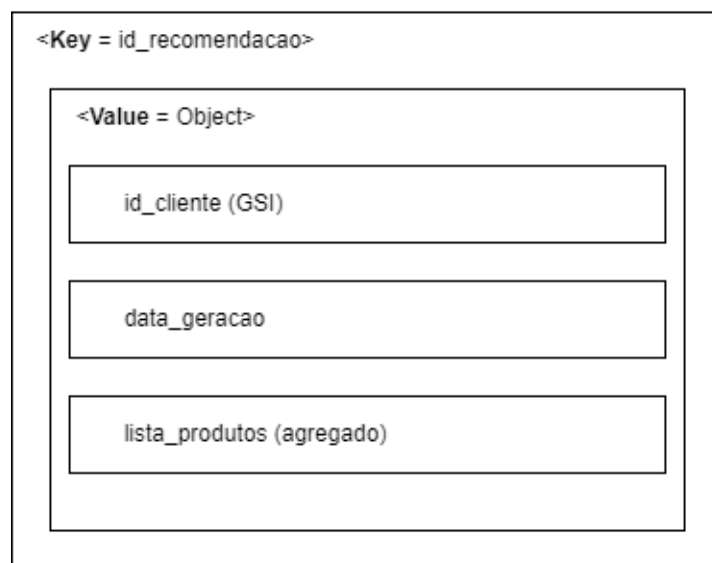 <Key = id_recomendacao>
<Value = Object>
id_cliente (GSI)
data_geracao
lista_produtos (agregado)